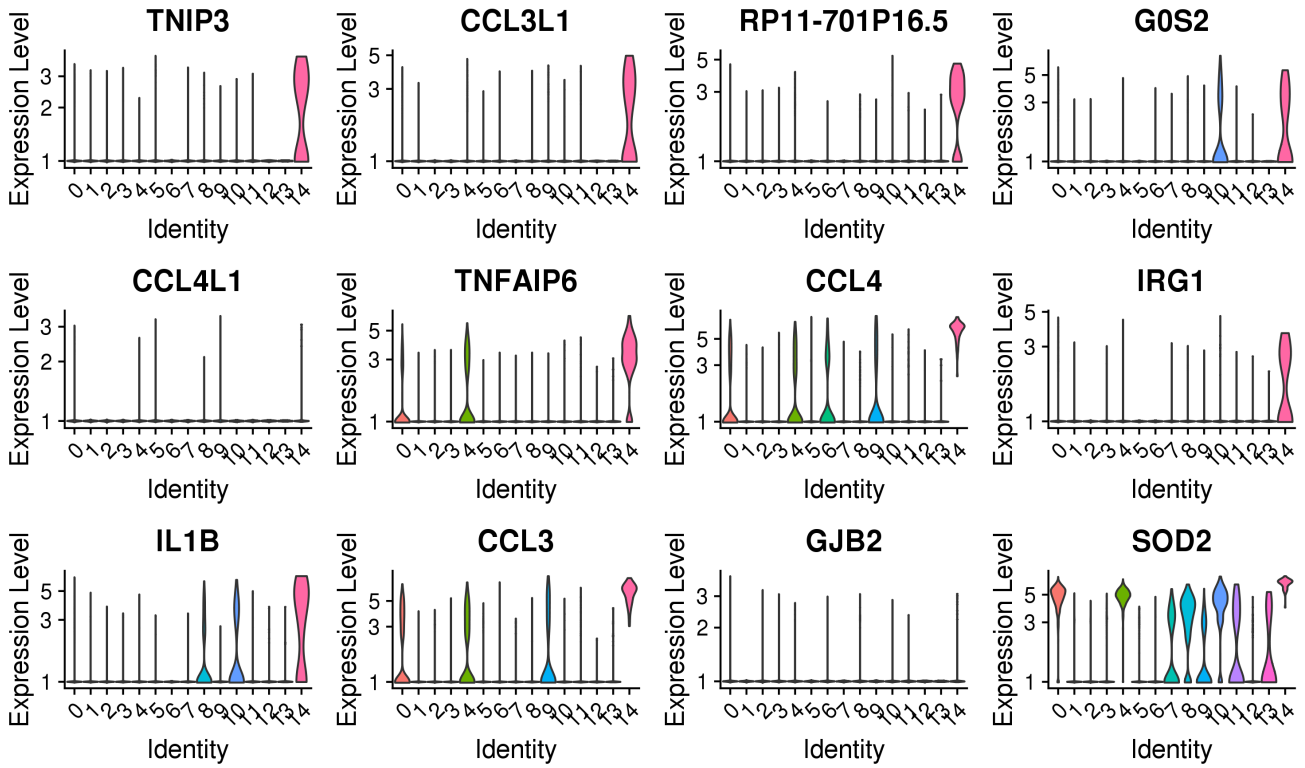 TNIP3 CCL3L1 RP11-701P16.5 G0S2
Expression Level Expression Level Expression Level Expression Level
3 5 5 5
2 3 3 3
1 1 1 1
0 1 2 3 4 5 6 7 8 9 10 11 12 13 14 0 1 2 3 4 5 6 7 8 9 10 11 12 13 14 0 1 2 3 4 5 6 7 8 9 10 11 12 13 14 0 1 2 3 4 5 6 7 8 9 10 11 12 13 14
Identity Identity Identity Identity
CCL4L1 TNFAIP6 CCL4 IRG1
Expression Level Expression Level Expression Level Expression Level
3 5 5 5
2 3 3 3
1 1 1 1
0 1 2 3 4 5 6 7 8 9 10 11 12 13 14 0 1 2 3 4 5 6 7 8 9 10 11 12 13 14 0 1 2 3 4 5 6 7 8 9 10 11 12 13 14 0 1 2 3 4 5 6 7 8 9 10 11 12 13 14
Identity Identity Identity Identity
IL1B CCL3 GJB2 SOD2
Expression Level Expression Level Expression Level Expression Level
5 5 3 5
3 3 2 3
1 1 1 1
0 1 2 3 4 5 6 7 8 9 10 11 12 13 14 0 1 2 3 4 5 6 7 8 9 10 11 12 13 14 0 1 2 3 4 5 6 7 8 9 10 11 12 13 14 0 1 2 3 4 5 6 7 8 9 10 11 12 13 14
Identity Identity Identity Identity